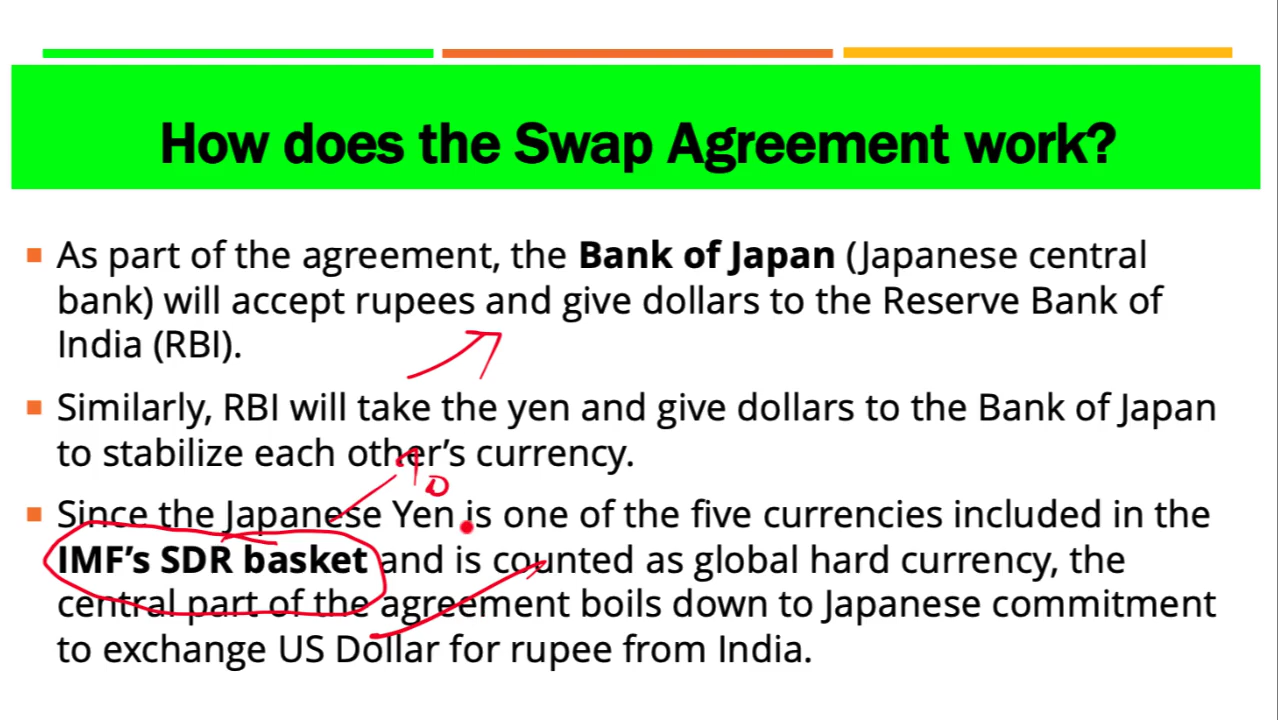 How does the Swap Agreement work?
As part of the agreement, the Bank of Japan (Japanese central
bank) will accept rupees and give dollars to the Reserve Bank of
India (RBI).
Similarly, RBI will take the yen and give dollars to the Bank of Japan
to stabilize each other’s currency.
Since the Japanese Yen is one of the five currencies included in the
IMF’s SDR basket and is counted as global hard currency, the
central part of the agreement boils down to Japanese commitment
to exchange US Dollar for rupee from India.